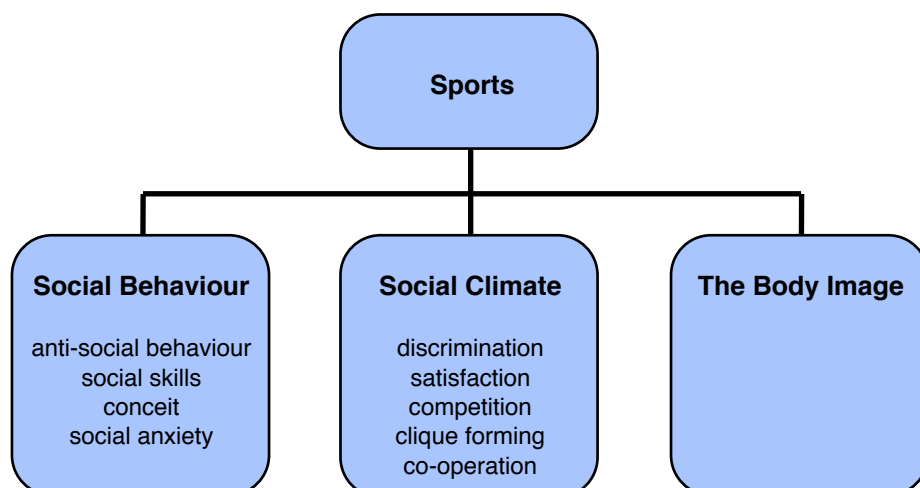 Sports
Social Behaviour
anti-social behaviour
social skills
conceit
social anxiety
Social Climate
discrimination
satisfaction
competition
clique forming
co-operation
The Body Image